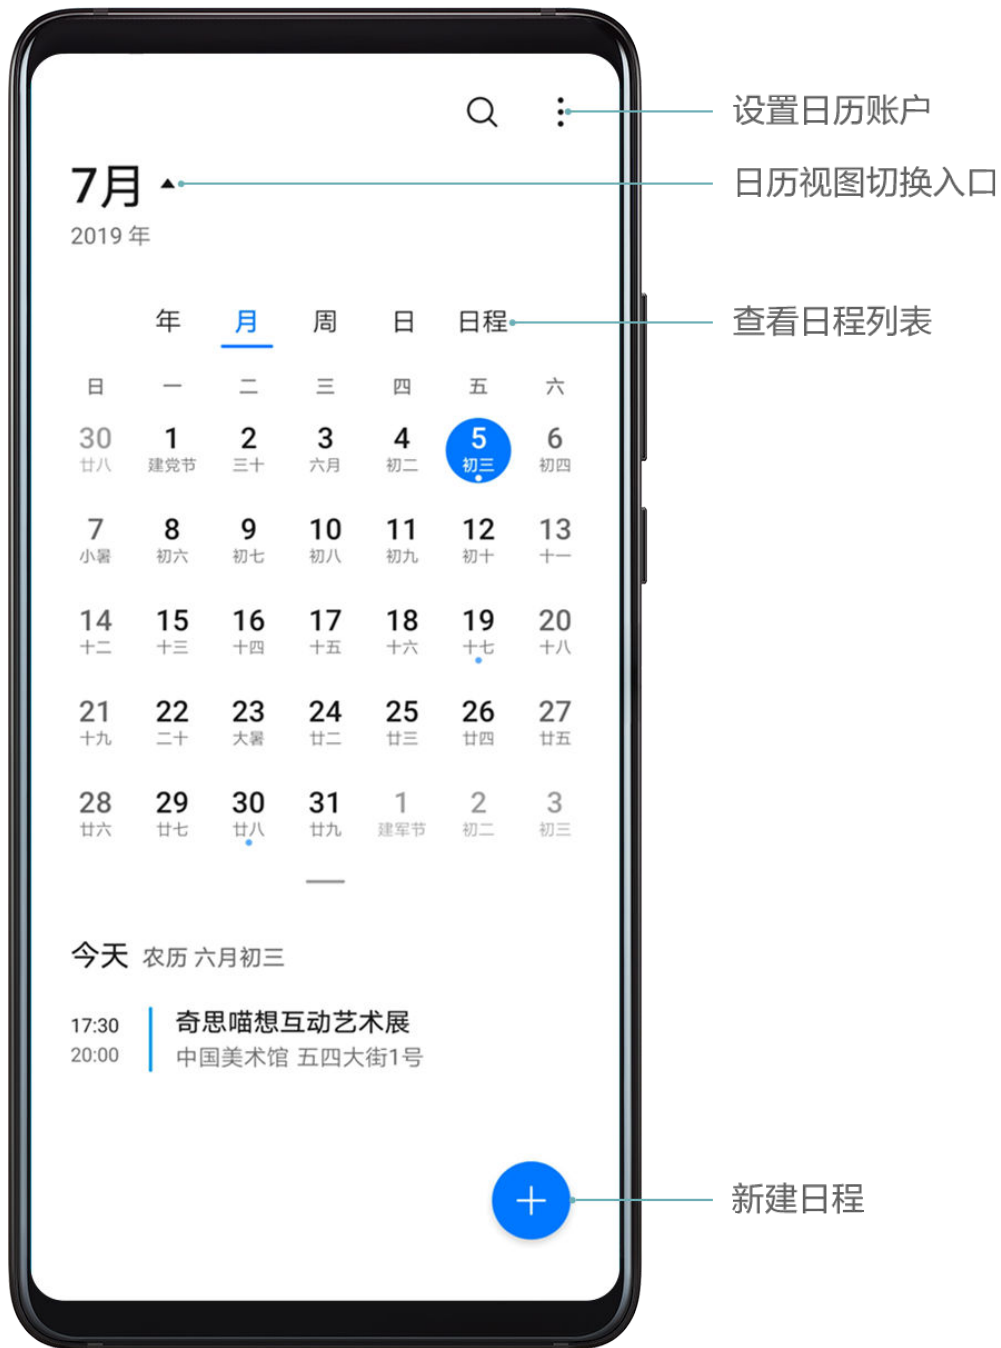 设置日历账户
7月
日历视图切换入口
2019 年
年 月 周 日 日程
查看日程列表
日 一 二 三 四 五 六
30 1 2 3 4 5 6
廿八 建党节 三十 六月 初二 初三 初四
7 8 9 10 11 12 13
小暑 初六 初七 初八 初九 初十 十一
14 15 16 17 18 19 20
十二 十三 十四 十五 十六 十七 十八
21 22 23 24 25 26 27
十九 二十 大暑 廿二 廿三 廿四 廿五
28 29 30 31 1 2 3
廿六 廿七 廿八 廿九 建军节 初二 初三
今天 农历 六月初三
17:30 奇思喵想互动艺术展
20:00 中国美术馆 五四大街1号
新建日程